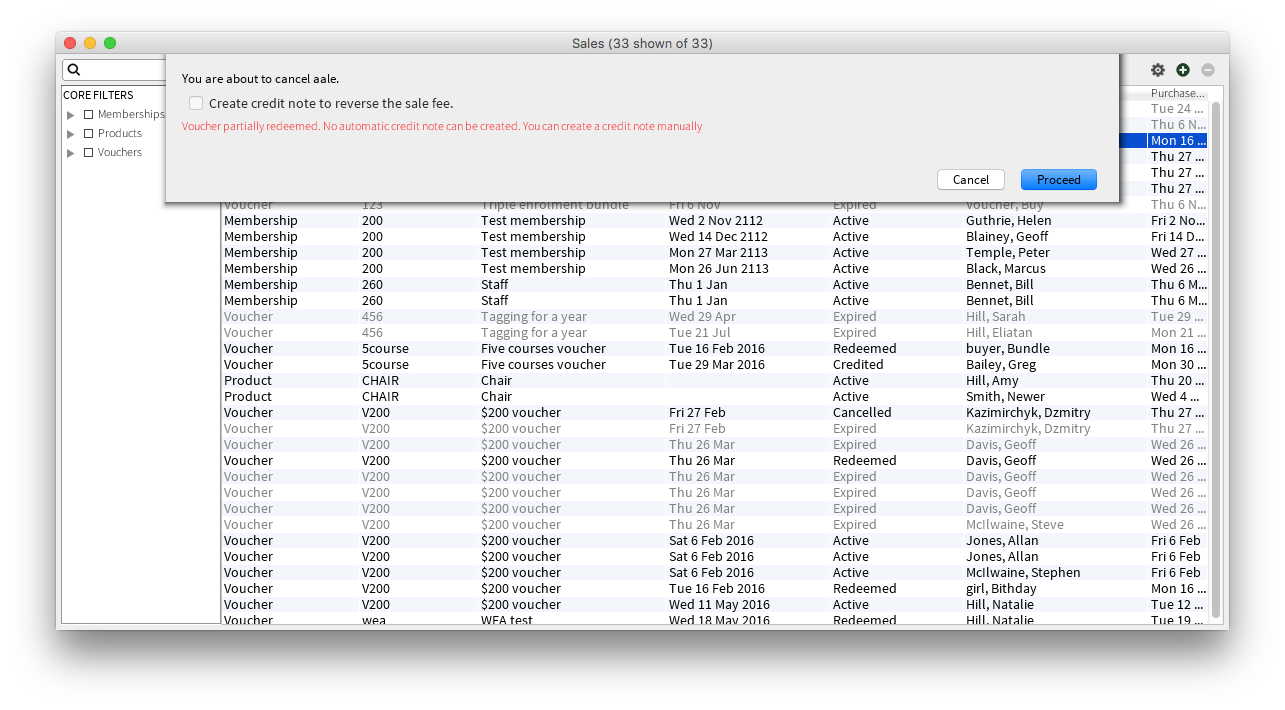 Sales (33 shown of 33)
You are about to cancel aale.
Create credit note to reverse the sale fee.
Voucher partially redeemed. No automatic credit note can be created. You can create a credit note manually
Cancel Proceed
CORE FILTERS
Memberships
Products
Vouchers
Purchase...
Tue 24 ...
Thu 6 N...
Mon 16 ...
Thu 27 ...
Thu 27 ...
Thu 27 ...
Voucher 123 Triple enrolment bundle Fri 6 Nov Expired Voucher, Buy Thu 6 N...
Membership 200 Test membership Wed 2 Nov 2112 Active Guthrie, Helen Fri 2 No...
Membership 200 Test membership Wed 14 Dec 2112 Active Blainey, Geoff Fri 14 D...
Membership 200 Test membership Mon 27 Mar 2113 Active Temple, Peter Wed 27 ...
Membership 200 Test membership Mon 26 Jun 2113 Active Black, Marcus Wed 26 ...
Membership 260 Staff Thu 1 Jan Active Bennet, Bill Thu 6 M...
Membership 260 Staff Thu 1 Jan Active Bennet, Bill Thu 6 M...
Voucher 456 Tagging for a year Wed 29 Apr Expired Hill, Sarah Tue 29 ...
Voucher 456 Tagging for a year Tue 21 Jul Expired Hill, Eliatan Mon 21 ...
Voucher 5course Five courses voucher Tue 16 Feb 2016 Redeemed buyer, Bundle Mon 16 ...
Voucher 5course Five courses voucher Tue 29 Mar 2016 Credited Bailey, Greg Mon 30 ...
Product CHAIR Chair Active Hill, Amy Thu 20 ...
Product CHAIR Chair Active Smith, Newer Wed 4 ...
Voucher V200 $200 voucher Fri 27 Feb Cancelled Kazimirchyk, Dzmitry Thu 27 ...
Voucher V200 $200 voucher Fri 27 Feb Expired Kazimirchyk, Dzmitry Thu 27 ...
Voucher V200 $200 voucher Thu 26 Mar Expired Davis, Geoff Wed 26 ...
Voucher V200 $200 voucher Thu 26 Mar Redeemed Davis, Geoff Wed 26 ...
Voucher V200 $200 voucher Thu 26 Mar Expired Davis, Geoff Wed 26 ...
Voucher V200 $200 voucher Thu 26 Mar Expired Davis, Geoff Wed 26 ...
Voucher V200 $200 voucher Thu 26 Mar Expired Davis, Geoff Wed 26 ...
Voucher V200 $200 voucher Thu 26 Mar Expired McIlwaine, Steve Wed 26 ...
Voucher V200 $200 voucher Sat 6 Feb 2016 Active Jones, Allan Fri 6 Feb
Voucher V200 $200 voucher Sat 6 Feb 2016 Active Jones, Allan Fri 6 Feb
Voucher V200 $200 voucher Sat 6 Feb 2016 Active McIlwaine, Stephen Fri 6 Feb
Voucher V200 $200 voucher Tue 16 Feb 2016 Redeemed girl, Bithday Mon 16 ...
Voucher V200 $200 voucher Wed 11 May 2016 Active Hill, Natalie Tue 12 ...
Voucher wea WEA test Wed 18 May 2016 Redeemed Hill, Natalie Tue 19 ...